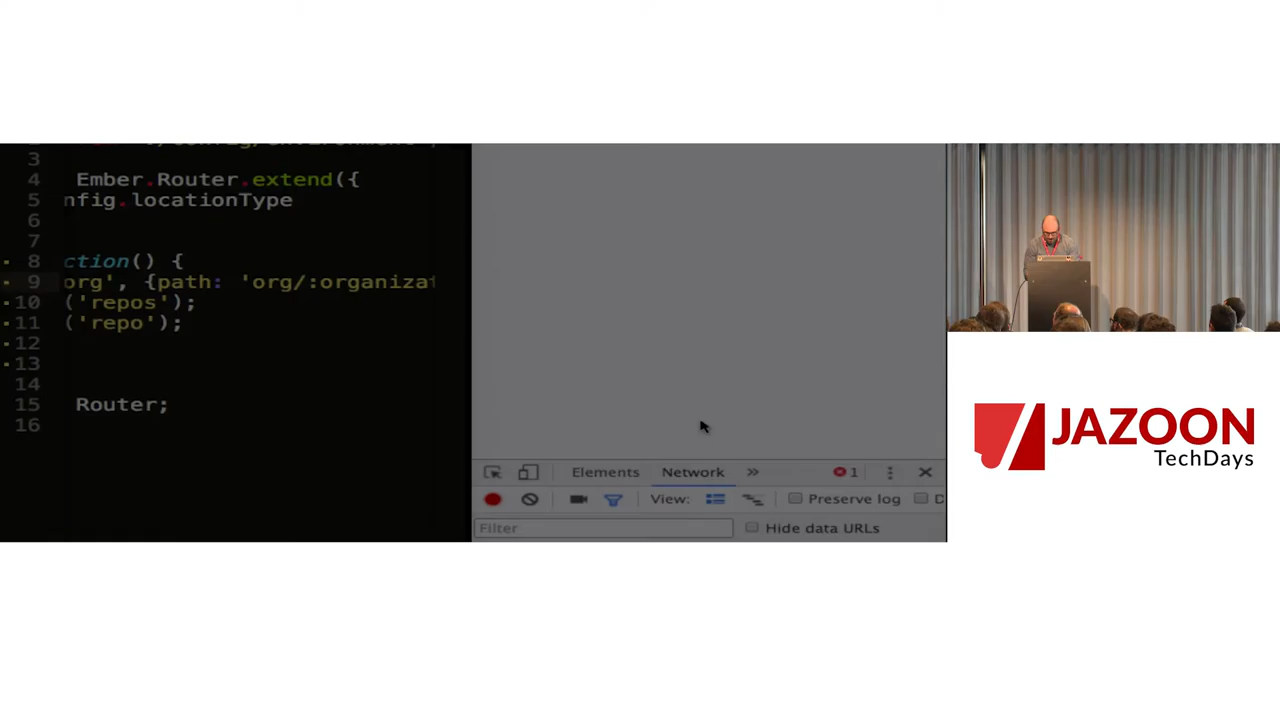 3
4 Ember.Router.extend({
5 nfig.locationType
6
7
8 ction() {
9 org', {path: 'org/:organizat
10 ('repos');
11 ('repo');
12
13
14
15 Router;
16
Elements Network » 1
View: Preserve log D
Filter Hide data URLs
JAZOON
TechDays